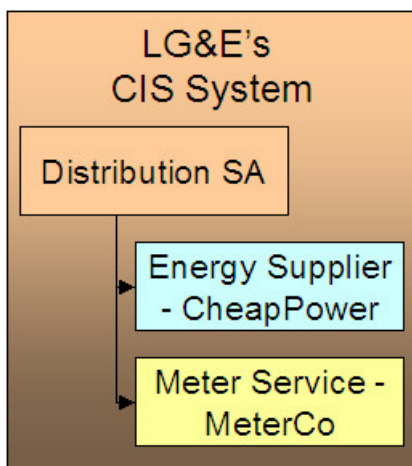 LG&E's
CIS System
Distribution SA
Energy Supplier
- CheapPower
Meter Service -
MeterCo